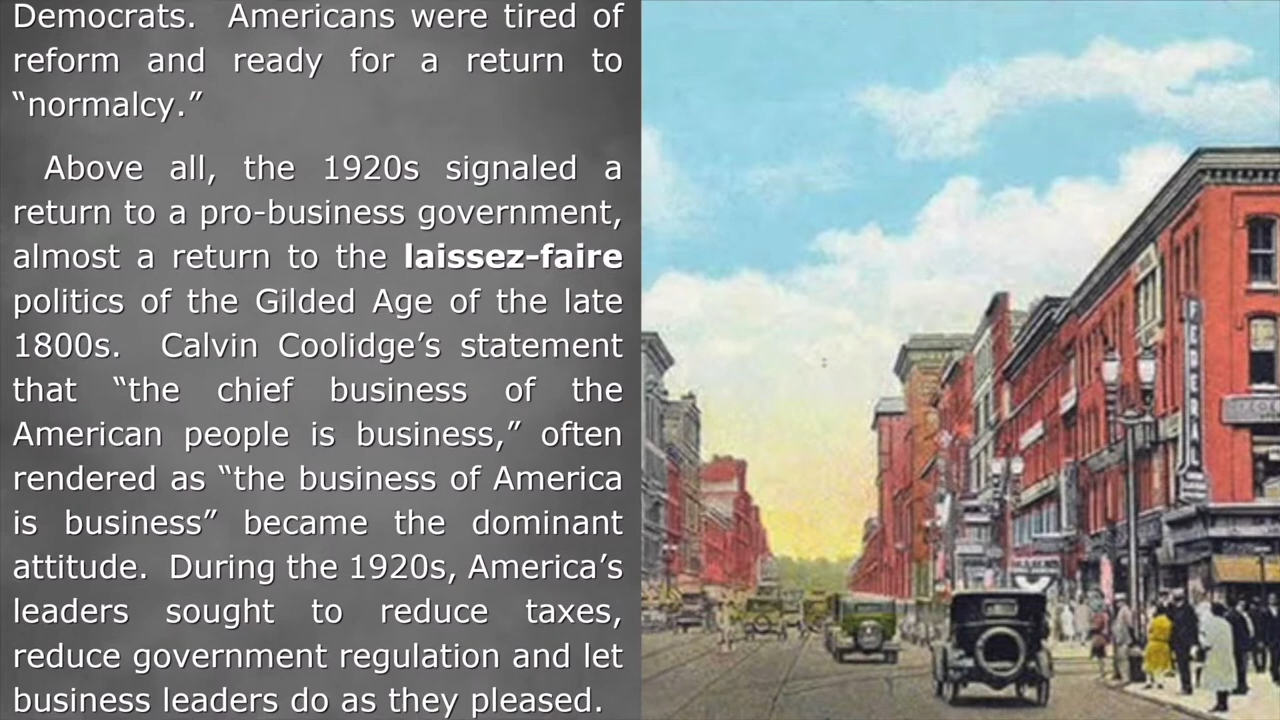 Democrats. Americans were tired of
reform and ready for a return to
“normalcy.”
Above all, the 1920s signaled a
return to a pro-business government,
almost a return to the laissez-faire
politics of the Gilded Age of the late
1800s. Calvin Coolidge’s statement
that “the chief business of the
American people is business,” often
rendered as “the business of America
is business” became the dominant
attitude. During the 1920s, America’s
leaders sought to reduce taxes,
reduce government regulation and let
business leaders do as they pleased.
FEDERAL